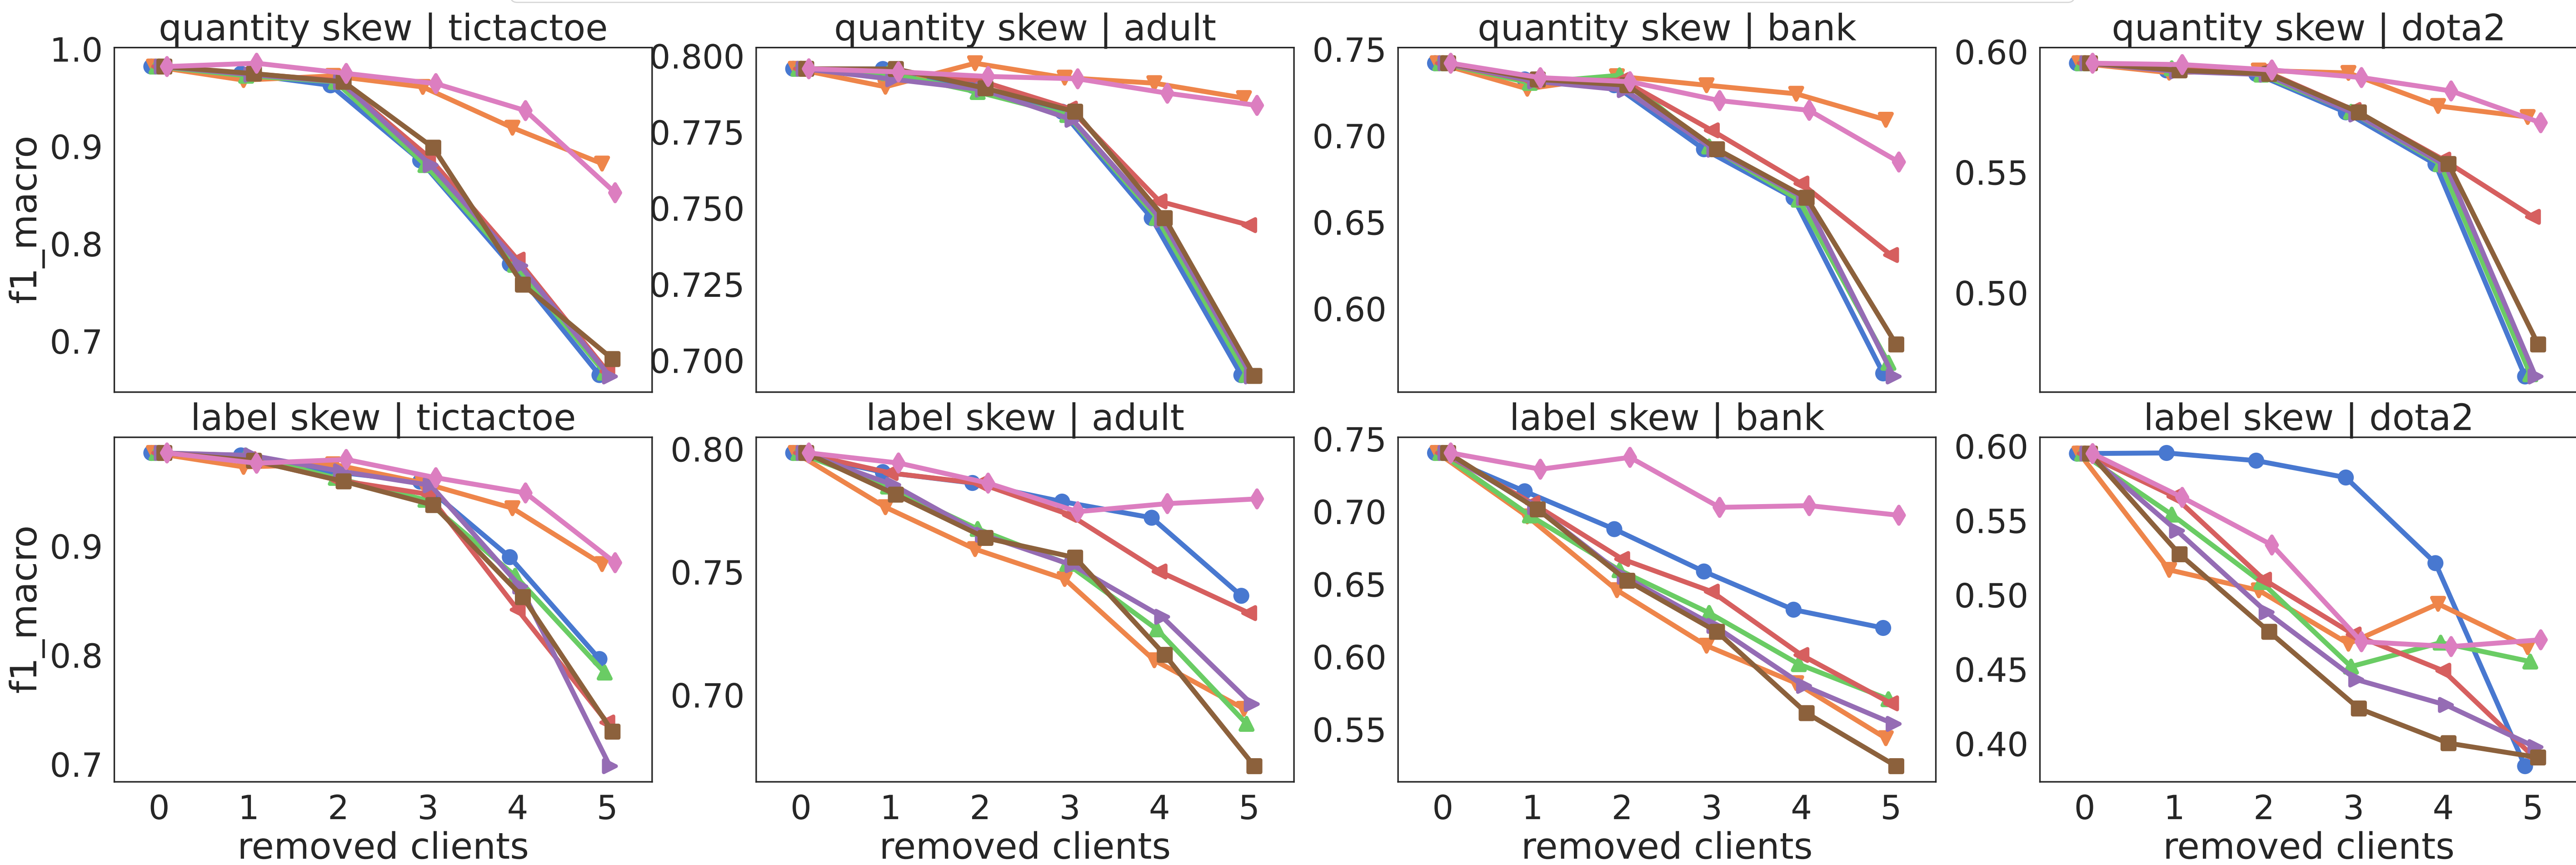 quantity skew | tictactoe
quantity skew | adult
quantity skew | bank
quantity skew | dota2
f1_macro
1.0
0.9
0.8
0.7
0.800
0.775
0.750
0.725
0.700
0.75
0.70
0.65
0.60
0.60
0.55
0.50
label skew | tictactoe
label skew | adult
label skew | bank
label skew | dota2
f1_macro
0.9
0.8
0.7
0.80
0.75
0.70
0.75
0.70
0.65
0.60
0.55
0.60
0.55
0.50
0.45
0.40
0 1 2 3 4 5
0 1 2 3 4 5
0 1 2 3 4 5
0 1 2 3 4 5
removed clients
removed clients
removed clients
removed clients